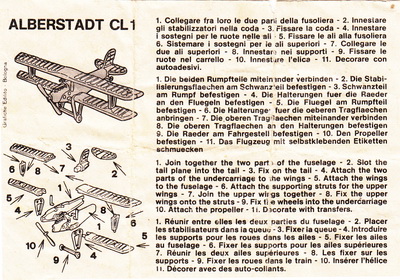 ALBERSTADT CL1
Grafiche Editro - Bologna
1. Collegare fra loro le due parti della fusoliera - 2. Innestare
gli stabilizzatori nella coda - 3. Fissare la coda - 4. Innestare
i sostegni per le ruote nelle ali - 5. Fissare le ali alla fusoliera
6. Sistemare i sostegni per le ali superiori - 7. Collegare le
due ali superiori - 8. Innestarle nei supporti - 9. Fissare le
ruote nel carrello - 10. Innestare l'elica - 11. Decorare con
autoadesivi.
1. Die beiden Rumpfteile miteinander verbinden - 2. Die Stabi-
lisierungsflaechen am Schwanzteil befestigen - 3. Schwanzteil
am Rumpf befestigen - 4. Die Halterungen fuer die Raeder
an den Fluegeln befestigen - 5. Die Fluegel am Rumpfteil
befestigen - 6. Die Halterungen fuer die oberen Tragflaechen
anbringen - 7. Die oberen Tragflaechen miteinander verbinden
8. Die oberen Tragflaechen an den Halterungen befestigen
9. Die Raeder am Fahrgestell befestigen - 10. Den Propeller
befestigen - 11. Das Flugzeug mit selbstklebenden Etiketten
schmuecken
1. Join together the two parts of the fuselage - 2. Slot the
tail plane into the tail - 3. Fix on the tail - 4. Attach the two
parts of the undercarriage to the wings - 5. Attach the wings
to the fuselage - 6. Attach the supporting struts for the upper
wings - 7. Join the upper wings together - 8. Fix the upper
wings onto the struts - 9. Fix the wheels into the undercarriage
10. Attach the propeller - 11. Decorate with transfers.
1. Réunir entre elles les deux parties du fuselage - 2. Placer
les stabilisateurs dans la queue - 3. Fixer la queue - 4. Introduire
les supports pour les roues dans les ailes - 5. Fixer les ailes
au fuselage - 6. Fixer les supports pour les ailes supérieures
7. Réunir les deux ailes supérieures - 8. Les fixer sur les
supports - 9. Fixer les roues dans le train - 10. Insérer l'hélice
11. Décorer avec des auto-collants.
8
7
3
2
6
5
1
4
9
10